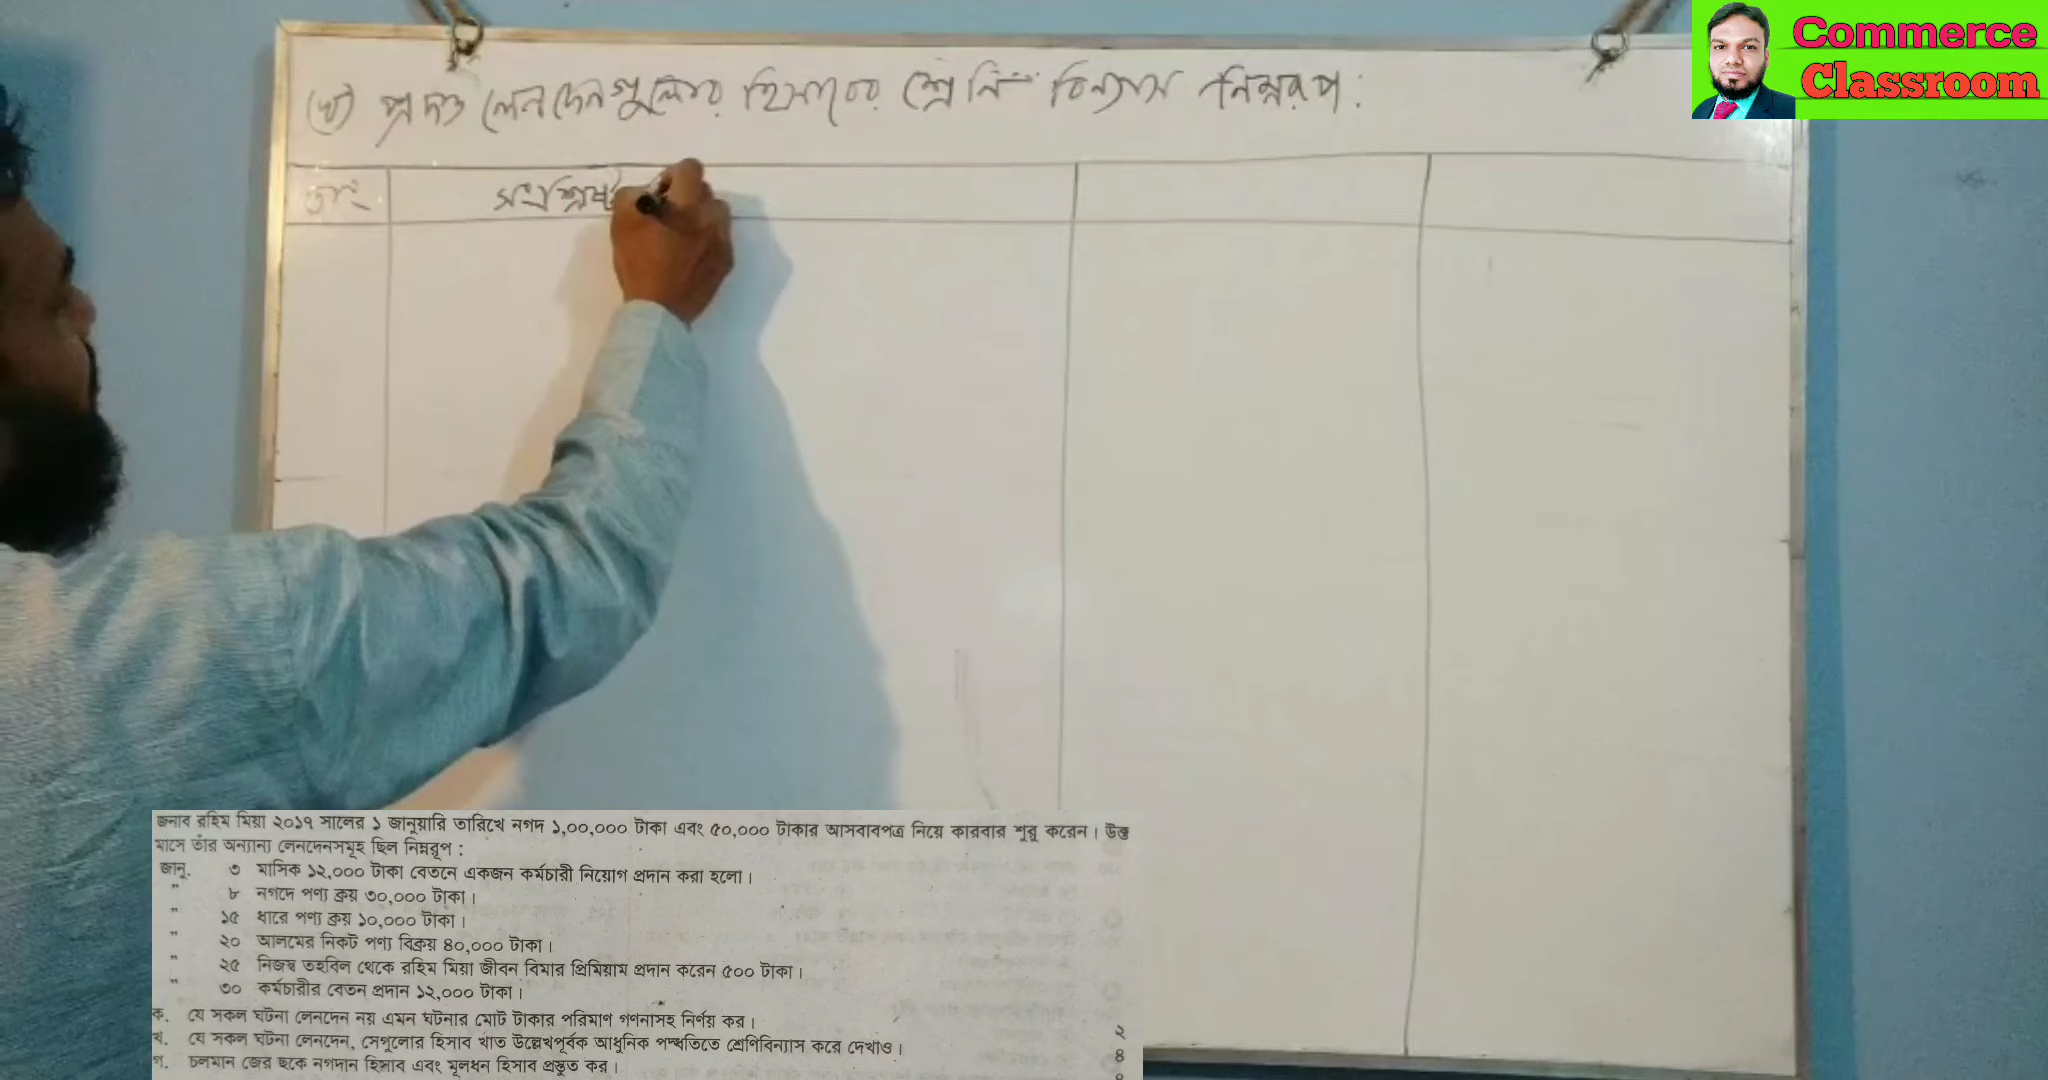 Commerce
Classroom
(খ) প্রদত্ত লেনদেনগুলোর হিসাবের শ্রেনি বিন্যাস নিম্নরূপ:
তাং
সংশ্লিষ্ট
জনাব রহিম মিয়া ২০১৭ সালের ১ জানুয়ারি তারিখে নগদ ১,০০,০০০ টাকা এবং ৫০,০০০ টাকার আসবাবপত্র নিয়ে কারবার শুরু করেন। উক্ত
মাসে তাঁর অন্যান্য লেনদেনসমূহ ছিল নিম্নরূপ :
জানু. ৩ মাসিক ১২,০০০ টাকা বেতনে একজন কর্মচারী নিয়োগ প্রদান করা হলো।
" ৮ নগদে পণ্য ক্রয় ৩০,০০০ টাকা।
" ১৫ ধারে পণ্য ক্রয় ১০,০০০ টাকা।
" ২০ আলমের নিকট পণ্য বিক্রয় ৪০,০০০ টাকা।
" ২৫ নিজস্ব তহবিল থেকে রহিম মিয়া জীবন বিমার প্রিমিয়াম প্রদান করেন ৫০০ টাকা।
" ৩০ কর্মচারীর বেতন প্রদান ১২,০০০ টাকা।
ক. যে সকল ঘটনা লেনদেন নয় এমন ঘটনার মোট টাকার পরিমাণ গণনাসহ নির্ণয় কর। ২
খ. যে সকল ঘটনা লেনদেন, সেগুলোর হিসাব খাত উল্লেখপূর্বক আধুনিক পদ্ধতিতে শ্রেণিবিন্যাস করে দেখাও। ৪
গ. চলমান জের ছকে নগদান হিসাব এবং মূলধন হিসাব প্রস্তুত কর।